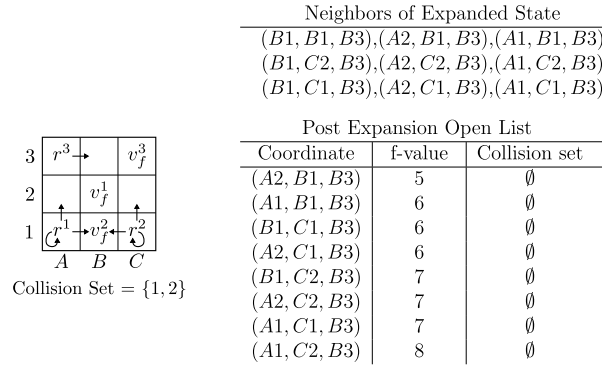 Neighbors of Expanded State
(B1, B1, B3),(A2, B1, B3),(A1, B1, B3)
(B1, C2, B3),(A2, C2, B3),(A1, C2, B3)
(B1, C1, B3),(A2, C1, B3),(A1, C1, B3)
3 r³ v_f³
2 v_f¹
1 r¹ v_f² r²
A B C
Collision Set = {1, 2}
Post Expansion Open List
Coordinate f-value Collision set
(A2, B1, B3) 5 ∅
(A1, B1, B3) 6 ∅
(B1, C1, B3) 6 ∅
(A2, C1, B3) 6 ∅
(B1, C2, B3) 7 ∅
(A2, C2, B3) 7 ∅
(A1, C1, B3) 7 ∅
(A1, C2, B3) 8 ∅